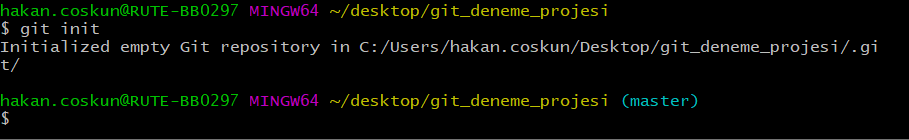 hakan.coskun@RUTE-BB0297 MINGW64 ~/desktop/git_deneme_projesi
$ git init
Initialized empty Git repository in C:/Users/hakan.coskun/Desktop/git_deneme_projesi/.gi
t/
hakan.coskun@RUTE-BB0297 MINGW64 ~/desktop/git_deneme_projesi (master)
$